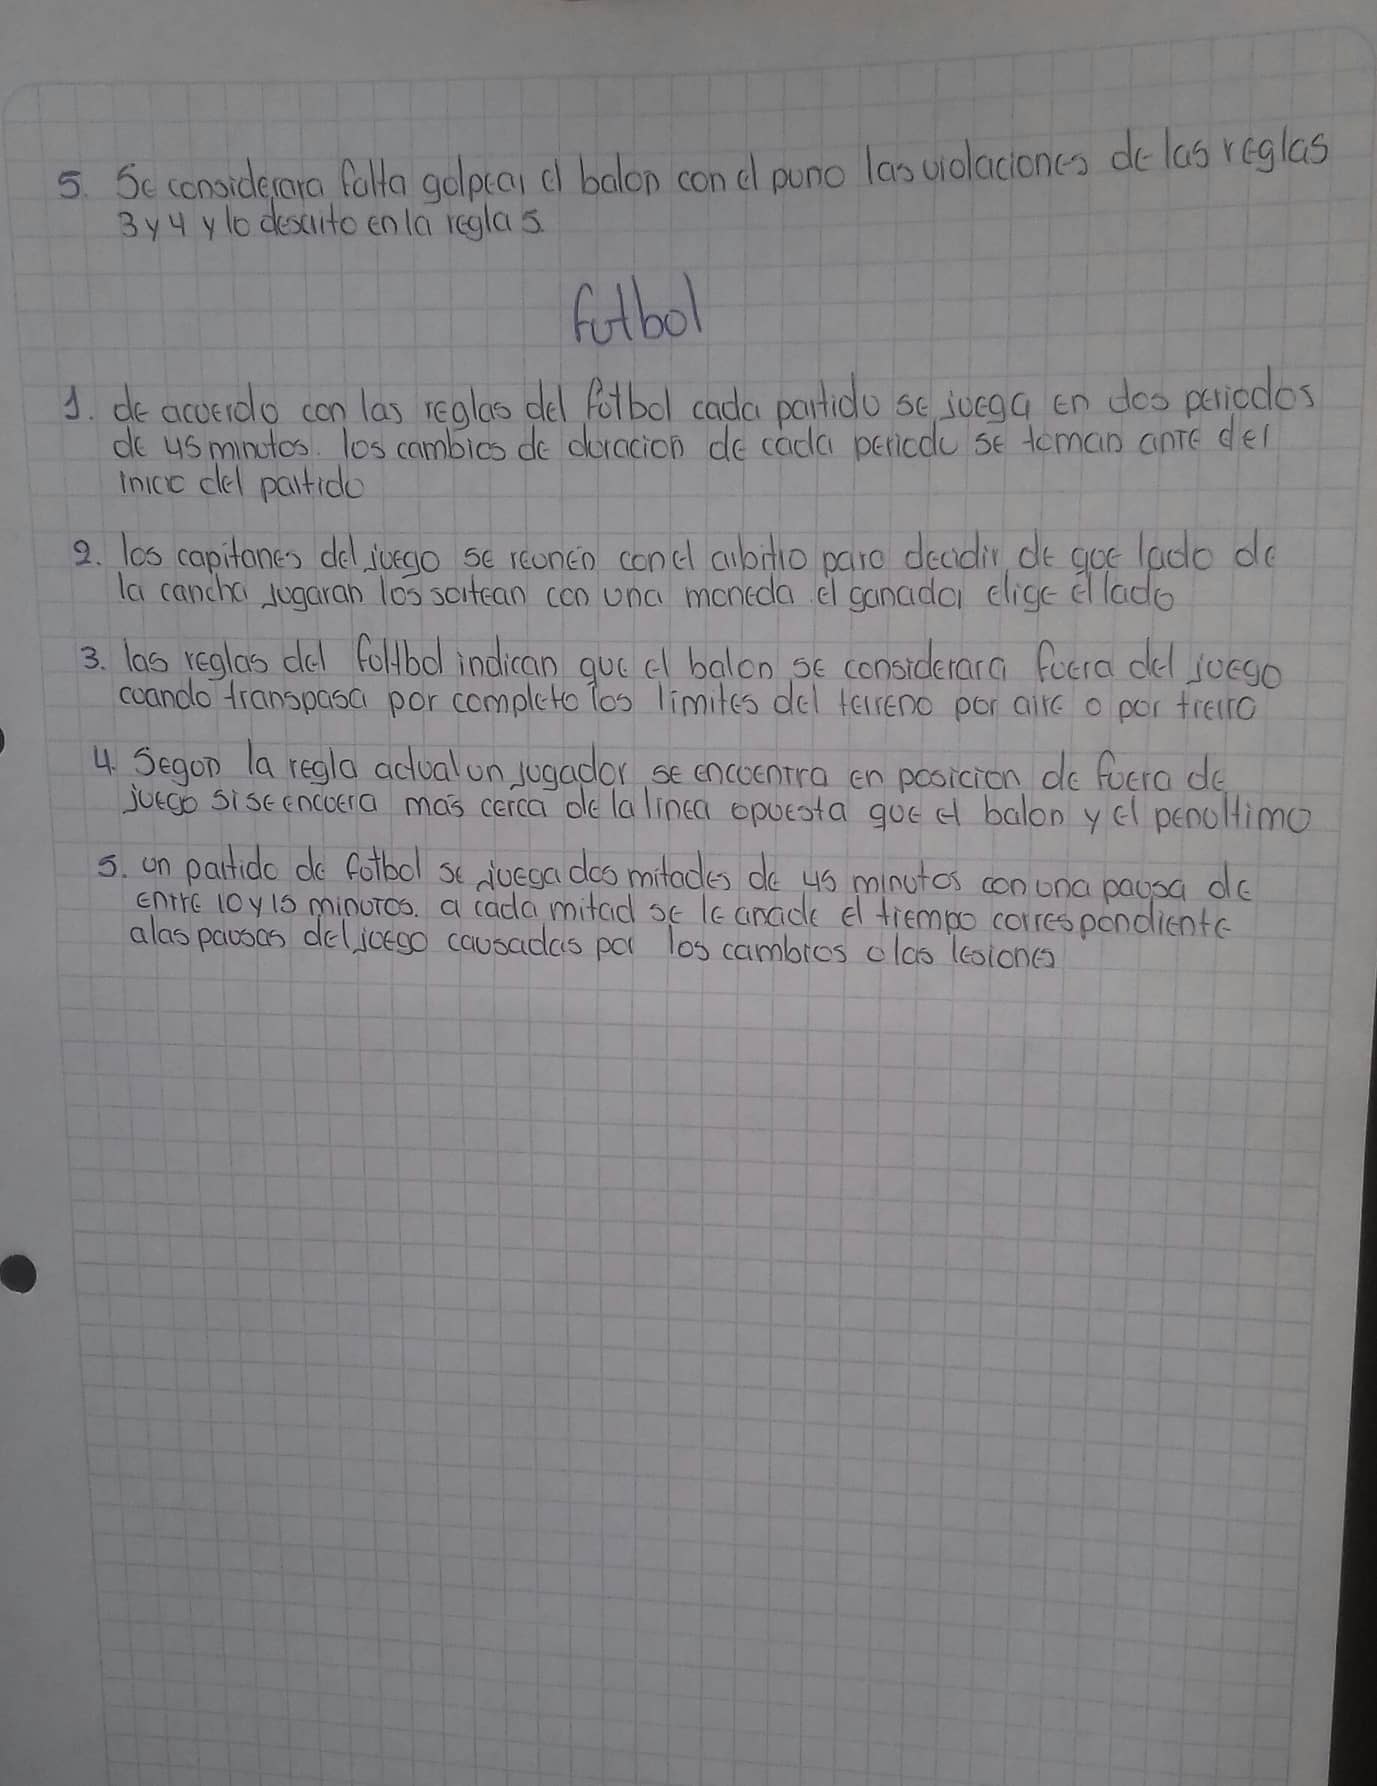 5. Se considerara falta golpear el balon con el puno las violaciones de las reglas
3 y 4 y lo descrito en la regla 5.
futbol
1. de acuerdo con las reglas del futbol cada partido se juega en dos periodos
de 45 minutos. los cambios de duracion de cada periodo se toman ante del
inicio del partido
2. los capitanes del juego se reunen con el arbitro para decidir de que lado de
la cancha jugaran los sortean con una moneda el ganador elige el lado
3. las reglas del foltbol indican que el balon se considerara fuera del juego
cuando transpasa por completo los limites del terreno por aire o por tierra
4. Segun la regla actual un jugador se encuentra en posicion de fuera de
juego si se encuera más cerca de la linea opuesta que el balon y el penultimo
5. un partido de futbol se juega dos mitades de 45 minutos con una pausa de
entre 10 y 15 minutos. a cada mitad se le anade el tiempo correspondiente
a las pausas del juego causadas por los cambios o las lesiones